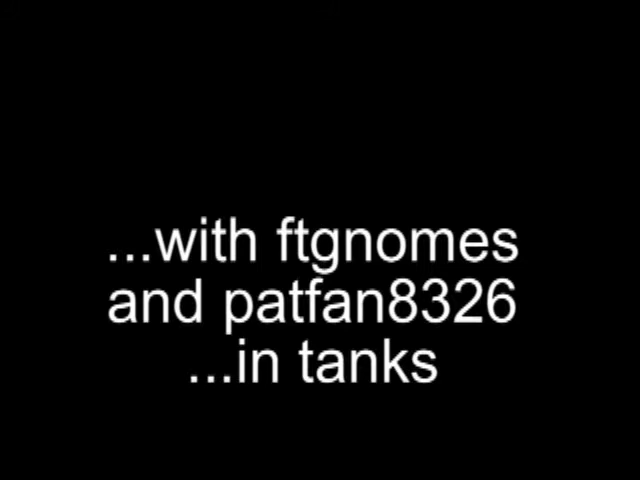 ...with ftgnomes
and patfan8326
...in tanks